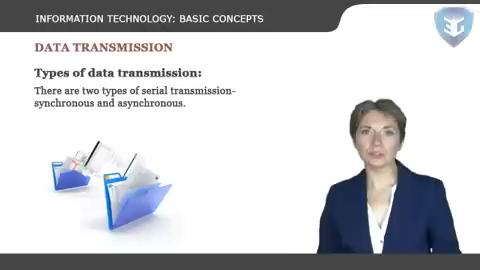 INFORMATION TECHNOLOGY: BASIC CONCEPTS
DATA TRANSMISSION
Types of data transmission:
There are two types of serial transmission-
synchronous and asynchronous.